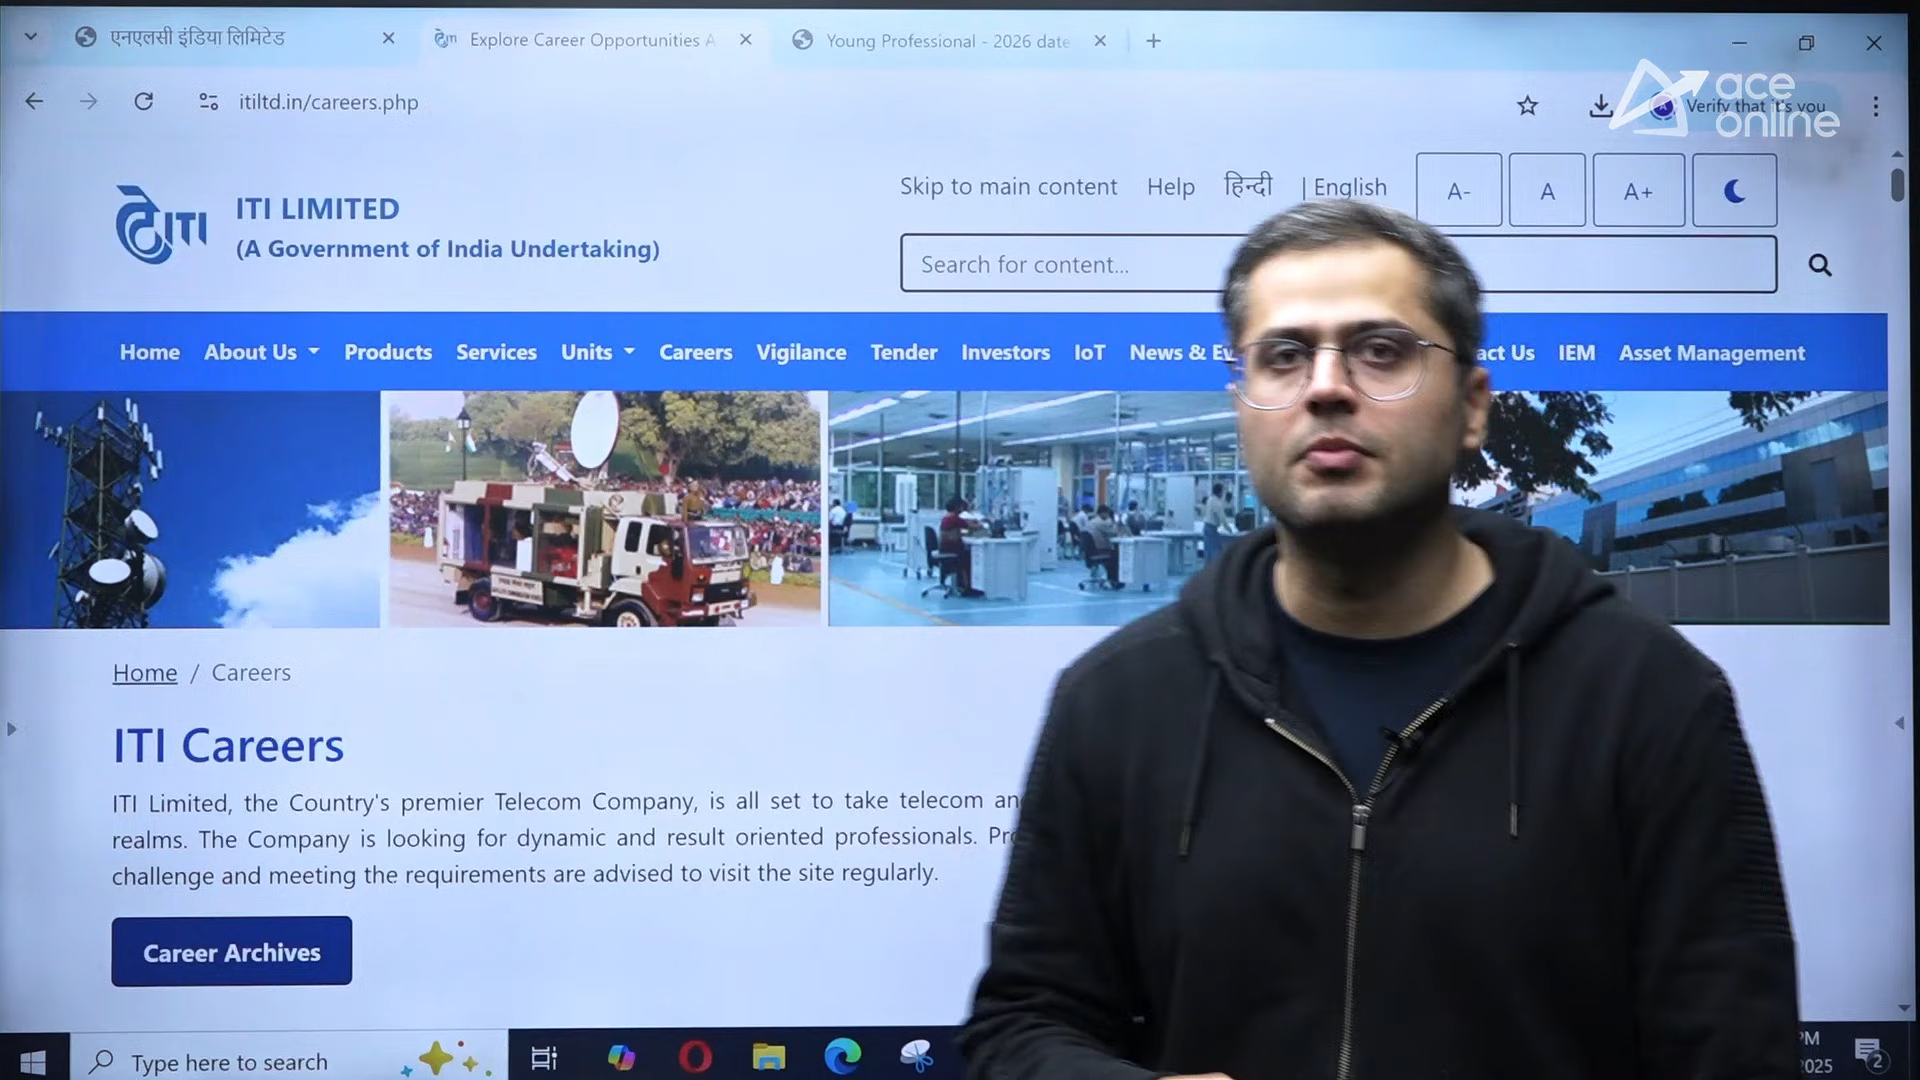 एनएलसी इंडिया लिमिटेड
Explore Career Opportunities A
Young Professional - 2026 date
itiltd.in/careers.php
Verify that it's you
ace
online
Skip to main content
Help
हिन्दी
| English
A-
A
A+
ITI
ITI LIMITED
(A Government of India Undertaking)
Search for content...
Home
About Us
Products
Services
Units
Careers
Vigilance
Tender
Investors
IoT
News &
act Us
IEM
Asset Management
Home / Careers
ITI Careers
ITI Limited, the Country's premier Telecom Company, is all set to take telecom an
realms. The Company is looking for dynamic and result oriented professionals. Pro
challenge and meeting the requirements are advised to visit the site regularly.
Career Archives
Type here to search
PM
2025
2